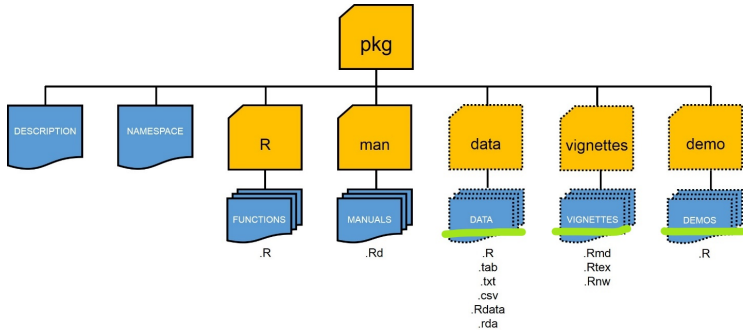 pkg
DESCRIPTION
NAMESPACE
R
man
data
vignettes
demo
FUNCTIONS
MANUALS
DATA
VIGNETTES
DEMOS
.R
.Rd
.R
.Rmd
.R
.tab
.Rtex
.txt
.Rnw
.csv
.Rdata
.rda